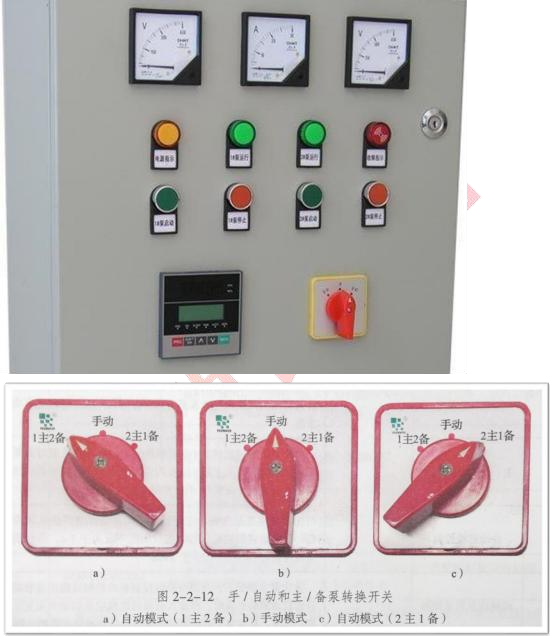 V
A
V
电源指示
1#泵运行
2#泵运行
故障指示
1#泵启动
1#泵停止
2#泵启动
2#泵停止
手动
1主2备
2主1备
手动
1主2备
2主1备
手动
1主2备
2主1备
a)
b)
c)
图 2-2-12 手/自动和主/备泵转换开关
a) 自动模式(1主2备) b) 手动模式 c) 自动模式(2主1备)